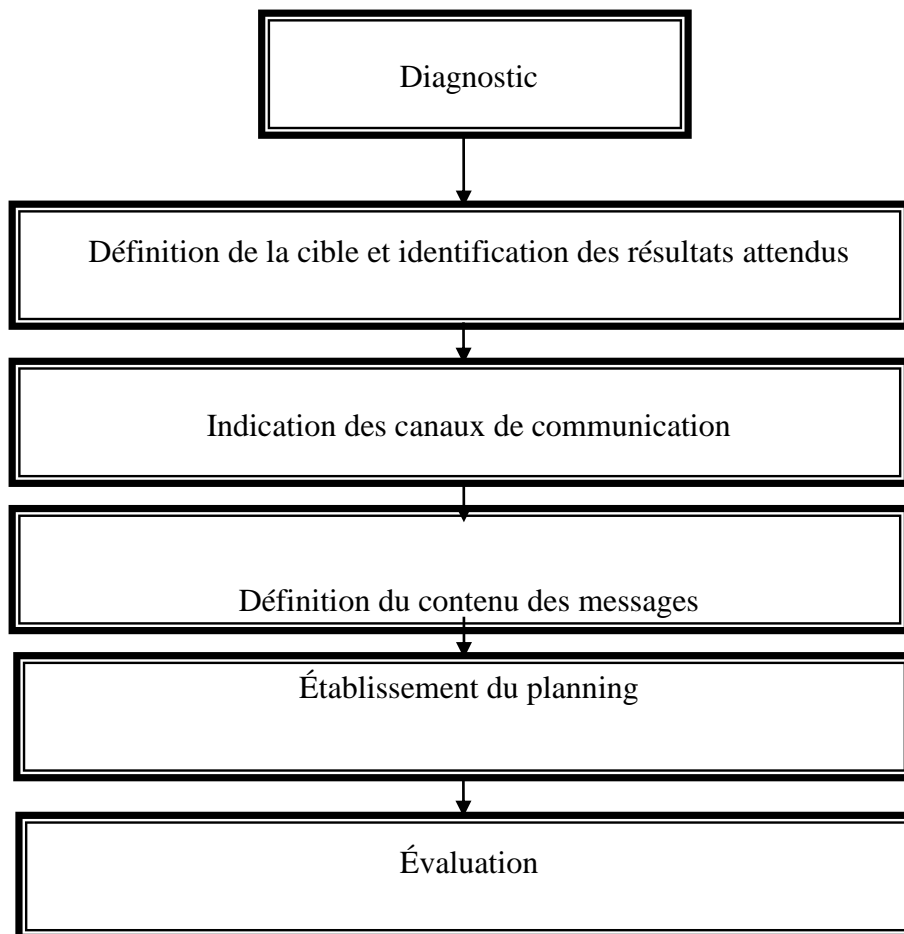 Diagnostic
Définition de la cible et identification des résultats attendus
Indication des canaux de communication
Définition du contenu des messages
Établissement du planning
Évaluation